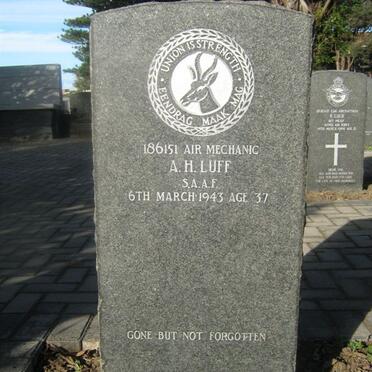 UNION IS STRENGTH
EENDRAG MAAK MAG
186151 AIR MECHANIC
A. H. LUFF
S.A.A.F.
6TH MARCH 1943 AGE 37
GONE BUT NOT FORGOTTEN